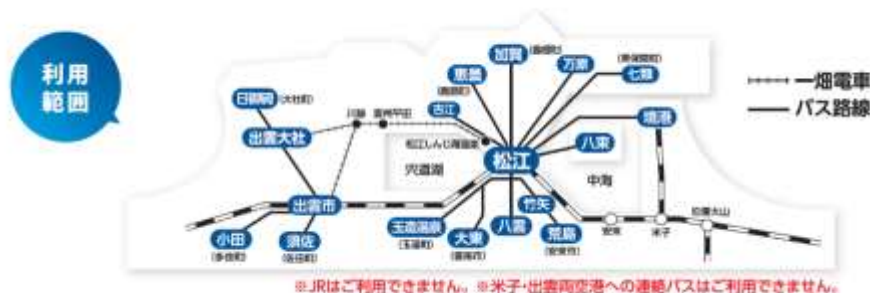 利用
範囲
加賀
(島根町)
恵曇
(鹿島町)
万原
(美保関町)
七類
一畑電車
バス路線
日御碕
(大社町)
古江
川跡
雲州平田
境港
出雲大社
松江しんじ湖温泉
松江
八束
宍道湖
中海
出雲市
竹矢
玉造温泉
(玉湯町)
八雲
荒島
(安来市)
安来
米子
伯耆大山
小田
(多伎町)
須佐
(佐田町)
大東
(雲南市)
※JRはご利用できません。※米子・出雲両空港への連絡バスはご利用できません。